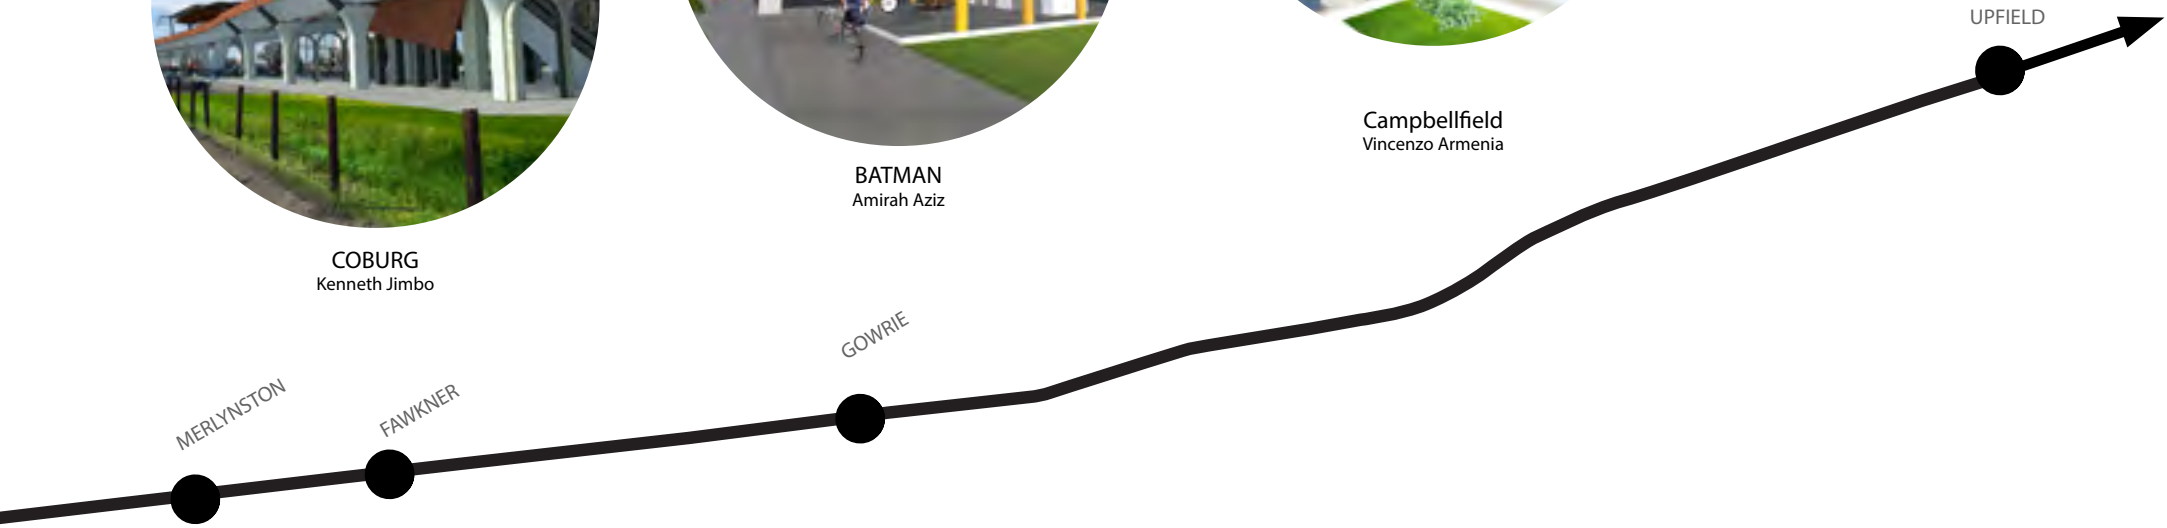 UPFIELD
Campbellfield
Vincenzo Armenia
BATMAN
Amirah Aziz
COBURG
Kenneth Jimbo
GOWRIE
FAWKNER
MERLYNSTON